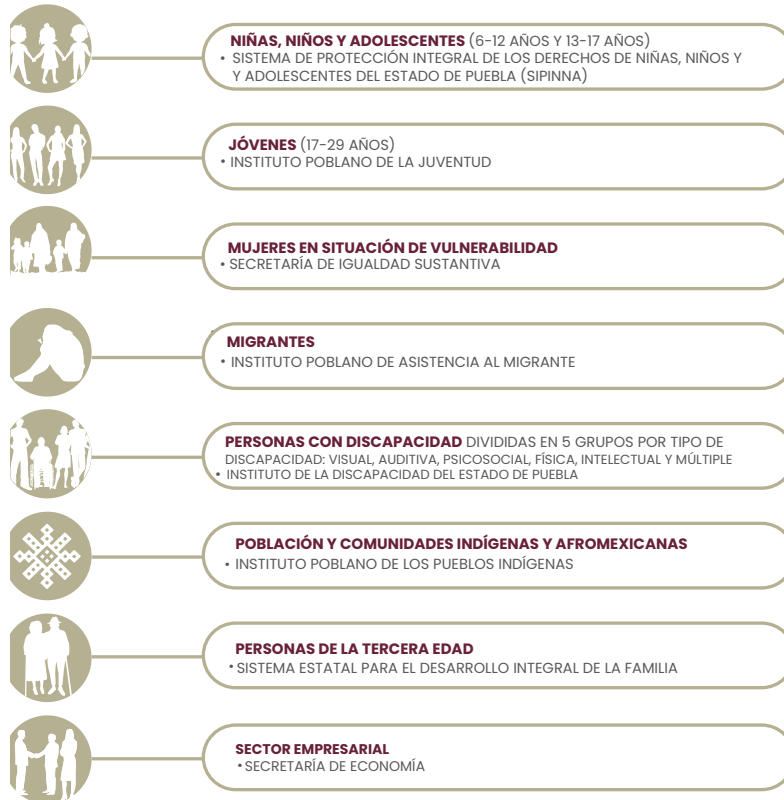 NIÑAS, NIÑOS Y ADOLESCENTES (6-12 AÑOS Y 13-17 AÑOS)
• SISTEMA DE PROTECCIÓN INTEGRAL DE LOS DERECHOS DE NIÑAS, NIÑOS Y
Y ADOLESCENTES DEL ESTADO DE PUEBLA (SIPINNA)
JÓVENES (17-29 AÑOS)
• INSTITUTO POBLANO DE LA JUVENTUD
MUJERES EN SITUACIÓN DE VULNERABILIDAD
• SECRETARÍA DE IGUALDAD SUSTANTIVA
MIGRANTES
• INSTITUTO POBLANO DE ASISTENCIA AL MIGRANTE
PERSONAS CON DISCAPACIDAD DIVIDIDAS EN 5 GRUPOS POR TIPO DE
DISCAPACIDAD: VISUAL, AUDITIVA, PSICOSOCIAL, FÍSICA, INTELECTUAL Y MÚLTIPLE
• INSTITUTO DE LA DISCAPACIDAD DEL ESTADO DE PUEBLA
POBLACIÓN Y COMUNIDADES INDÍGENAS Y AFROMEXICANAS
• INSTITUTO POBLANO DE LOS PUEBLOS INDÍGENAS
PERSONAS DE LA TERCERA EDAD
• SISTEMA ESTATAL PARA EL DESARROLLO INTEGRAL DE LA FAMILIA
SECTOR EMPRESARIAL
• SECRETARÍA DE ECONOMÍA